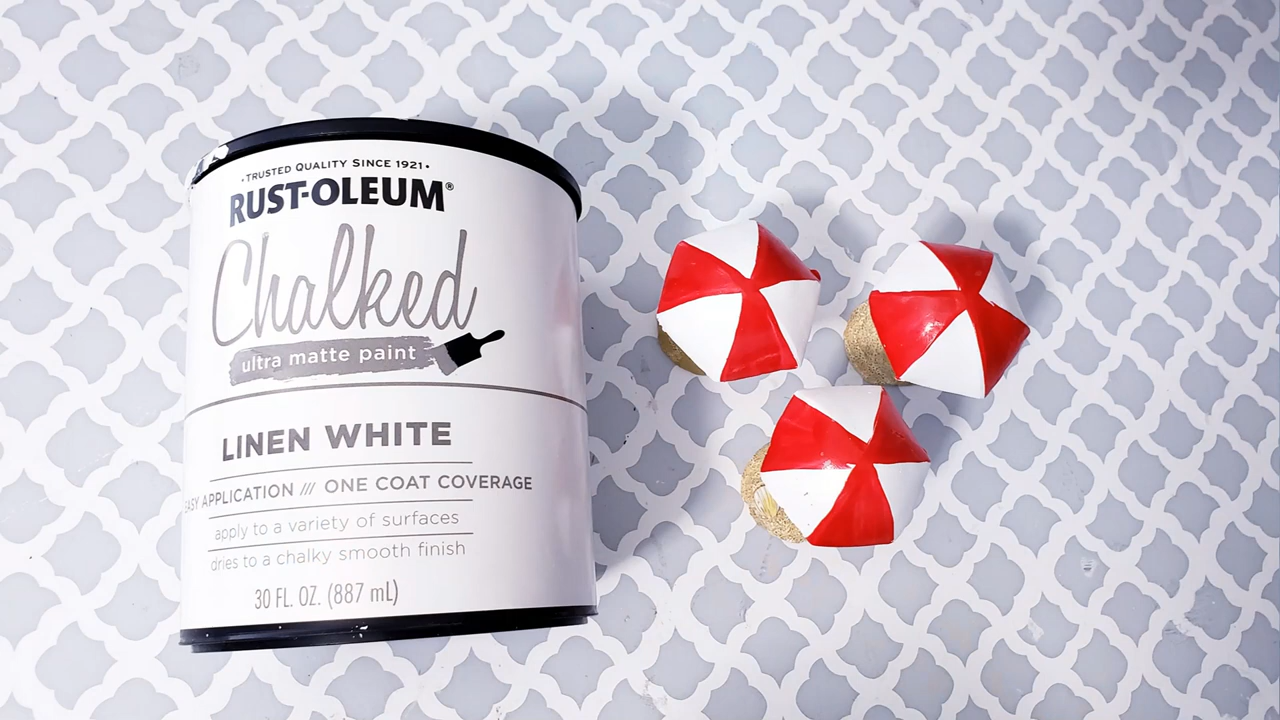 • TRUSTED QUALITY SINCE 1921 •
RUST-OLEUM®
Chalked
ultra matte paint
LINEN WHITE
EASY APPLICATION /// ONE COAT COVERAGE
apply to a variety of surfaces
dries to a chalky smooth finish
30 FL. OZ. (887 mL)